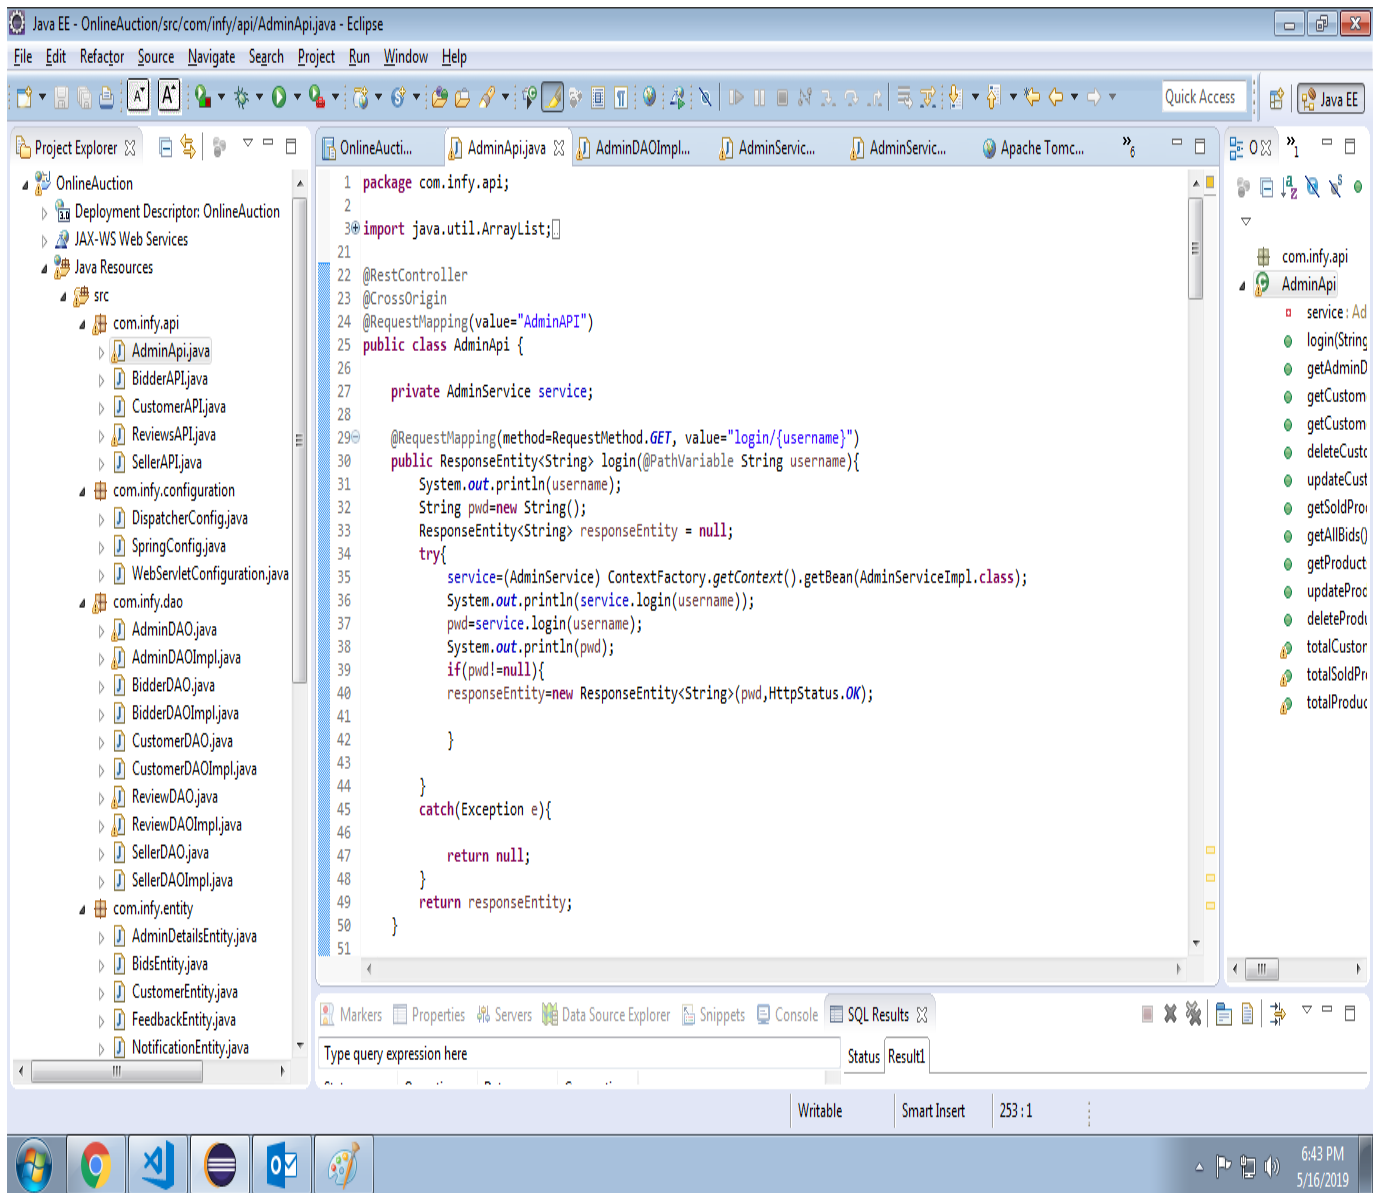 Java EE - OnlineAuction/src/com/infy/api/AdminApi.java - Eclipse
File Edit Refactor Source Navigate Search Project Run Window Help
Quick Access
Java EE
Project Explorer
OnlineAucti...
AdminApi.java
AdminDAOImpl...
AdminServic...
AdminServic...
Apache Tomc...
»6
O
»1
OnlineAuction
Deployment Descriptor: OnlineAuction
JAX-WS Web Services
Java Resources
src
com.infy.api
AdminApi.java
BidderAPI.java
CustomerAPI.java
ReviewsAPI.java
SellerAPI.java
com.infy.configuration
DispatcherConfig.java
SpringConfig.java
WebServletConfiguration.java
com.infy.dao
AdminDAO.java
AdminDAOImpl.java
BidderDAO.java
BidderDAOImpl.java
CustomerDAO.java
CustomerDAOImpl.java
ReviewDAO.java
ReviewDAOImpl.java
SellerDAO.java
SellerDAOImpl.java
com.infy.entity
AdminDetailsEntity.java
BidsEntity.java
CustomerEntity.java
FeedbackEntity.java
NotificationEntity.java
1 package com.infy.api;
2
3 import java.util.ArrayList;
21
22 @RestController
23 @CrossOrigin
24 @RequestMapping(value="AdminAPI")
25 public class AdminApi {
26
27 private AdminService service;
28
29 @RequestMapping(method=RequestMethod.GET, value="login/{username}")
30 public ResponseEntity<String> login(@PathVariable String username){
31 System.out.println(username);
32 String pwd=new String();
33 ResponseEntity<String> responseEntity = null;
34 try{
35 service=(AdminService) ContextFactory.getContext().getBean(AdminServiceImpl.class);
36 System.out.println(service.login(username));
37 pwd=service.login(username);
38 System.out.println(pwd);
39 if(pwd!=null){
40 responseEntity=new ResponseEntity<String>(pwd,HttpStatus.OK);
41
42 }
43
44 }
45 catch(Exception e){
46
47 return null;
48 }
49 return responseEntity;
50 }
51
com.infy.api
AdminApi
service : Ad
login(String
getAdminD
getCustom
getCustom
deleteCustc
updateCust
getSoldPro
getAllBids()
getProduct
updateProc
deleteProdu
totalCustor
totalSoldPr
totalProduc
Markers Properties Servers Data Source Explorer Snippets Console SQL Results
Type query expression here
Status Result1
Writable Smart Insert 253 : 1
6:43 PM
5/16/2019